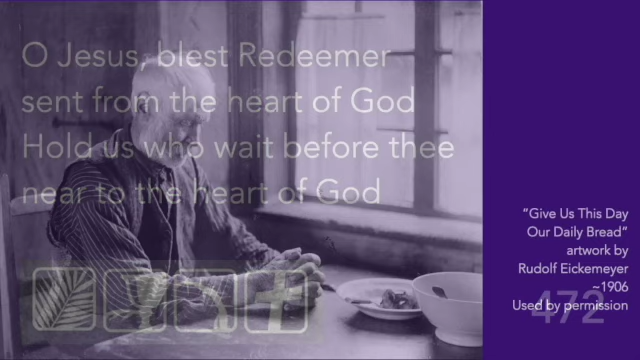 O Jesus, blest Redeemer
sent from the heart of God
Hold us who wait before thee
near to the heart of God
"Give Us This Day
Our Daily Bread"
artwork by
Rudolf Eickemeyer
~1906
Used by permission
472